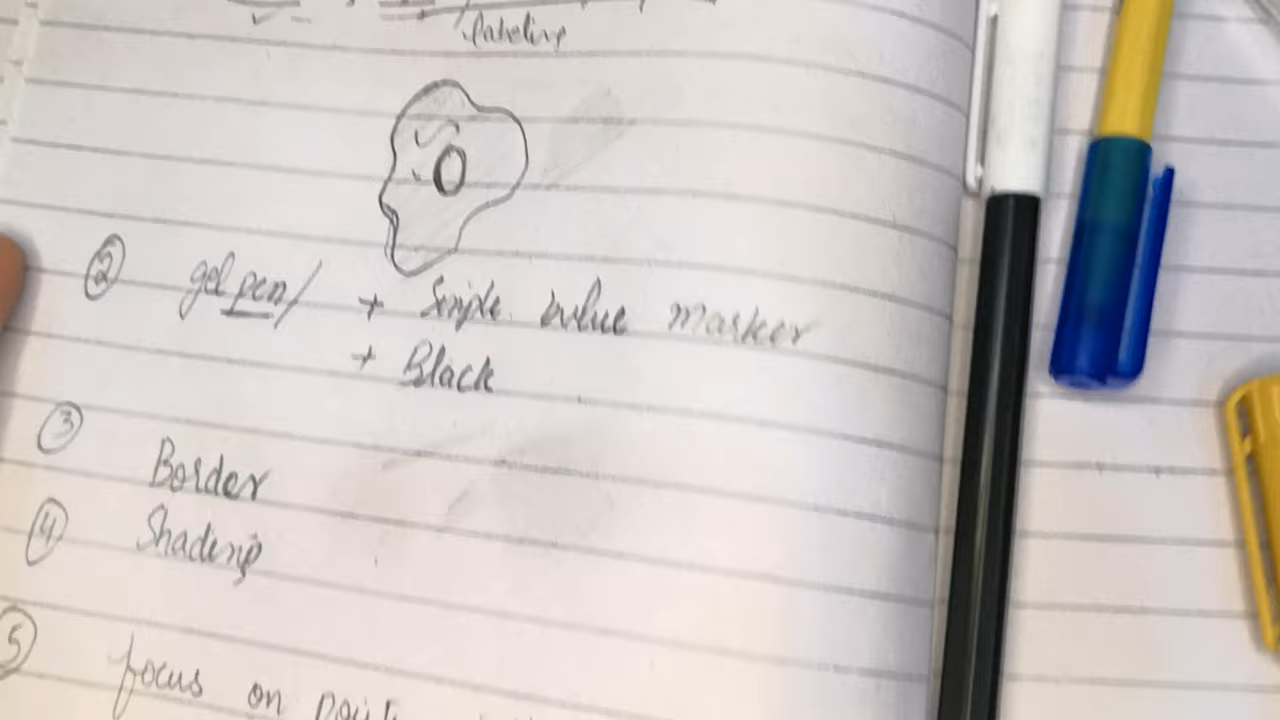 labeling
② gel pen/ + Simple blue marker
+ Black
③ Border
④ Shading
⑤ focus on